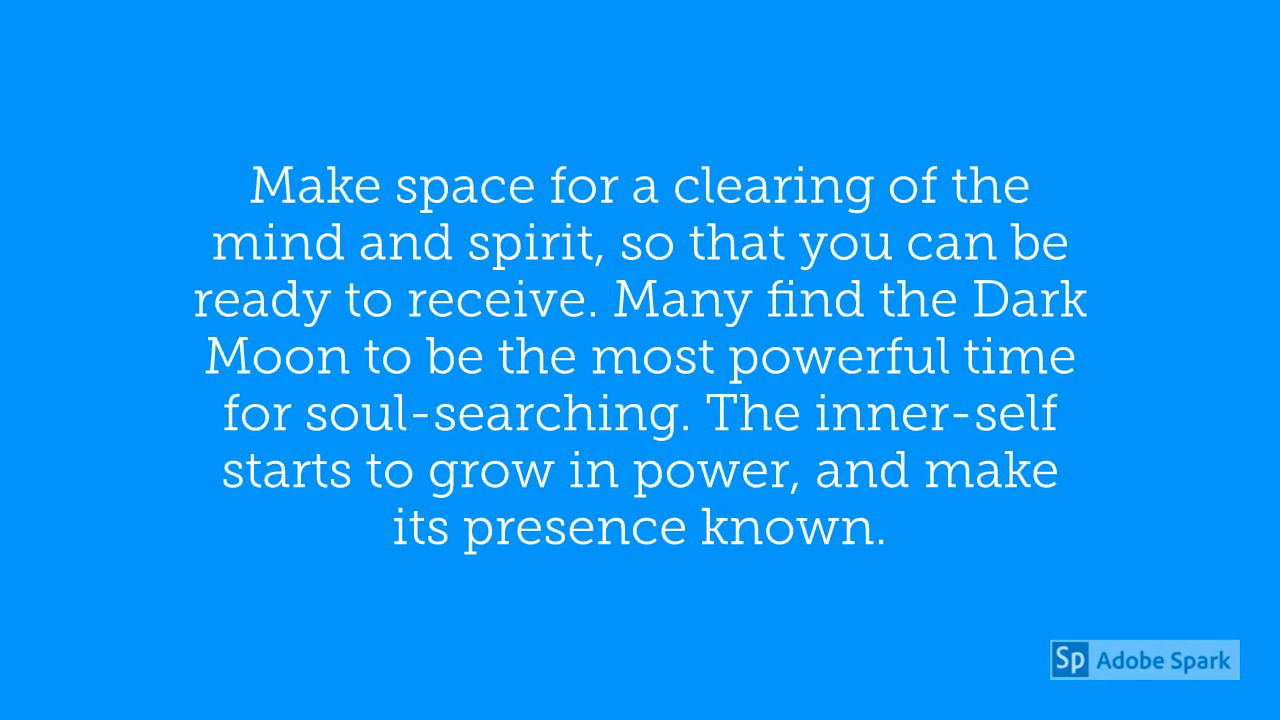 Make space for a clearing of the
mind and spirit, so that you can be
ready to receive. Many find the Dark
Moon to be the most powerful time
for soul-searching. The inner-self
starts to grow in power, and make
its presence known.
Sp Adobe Spark